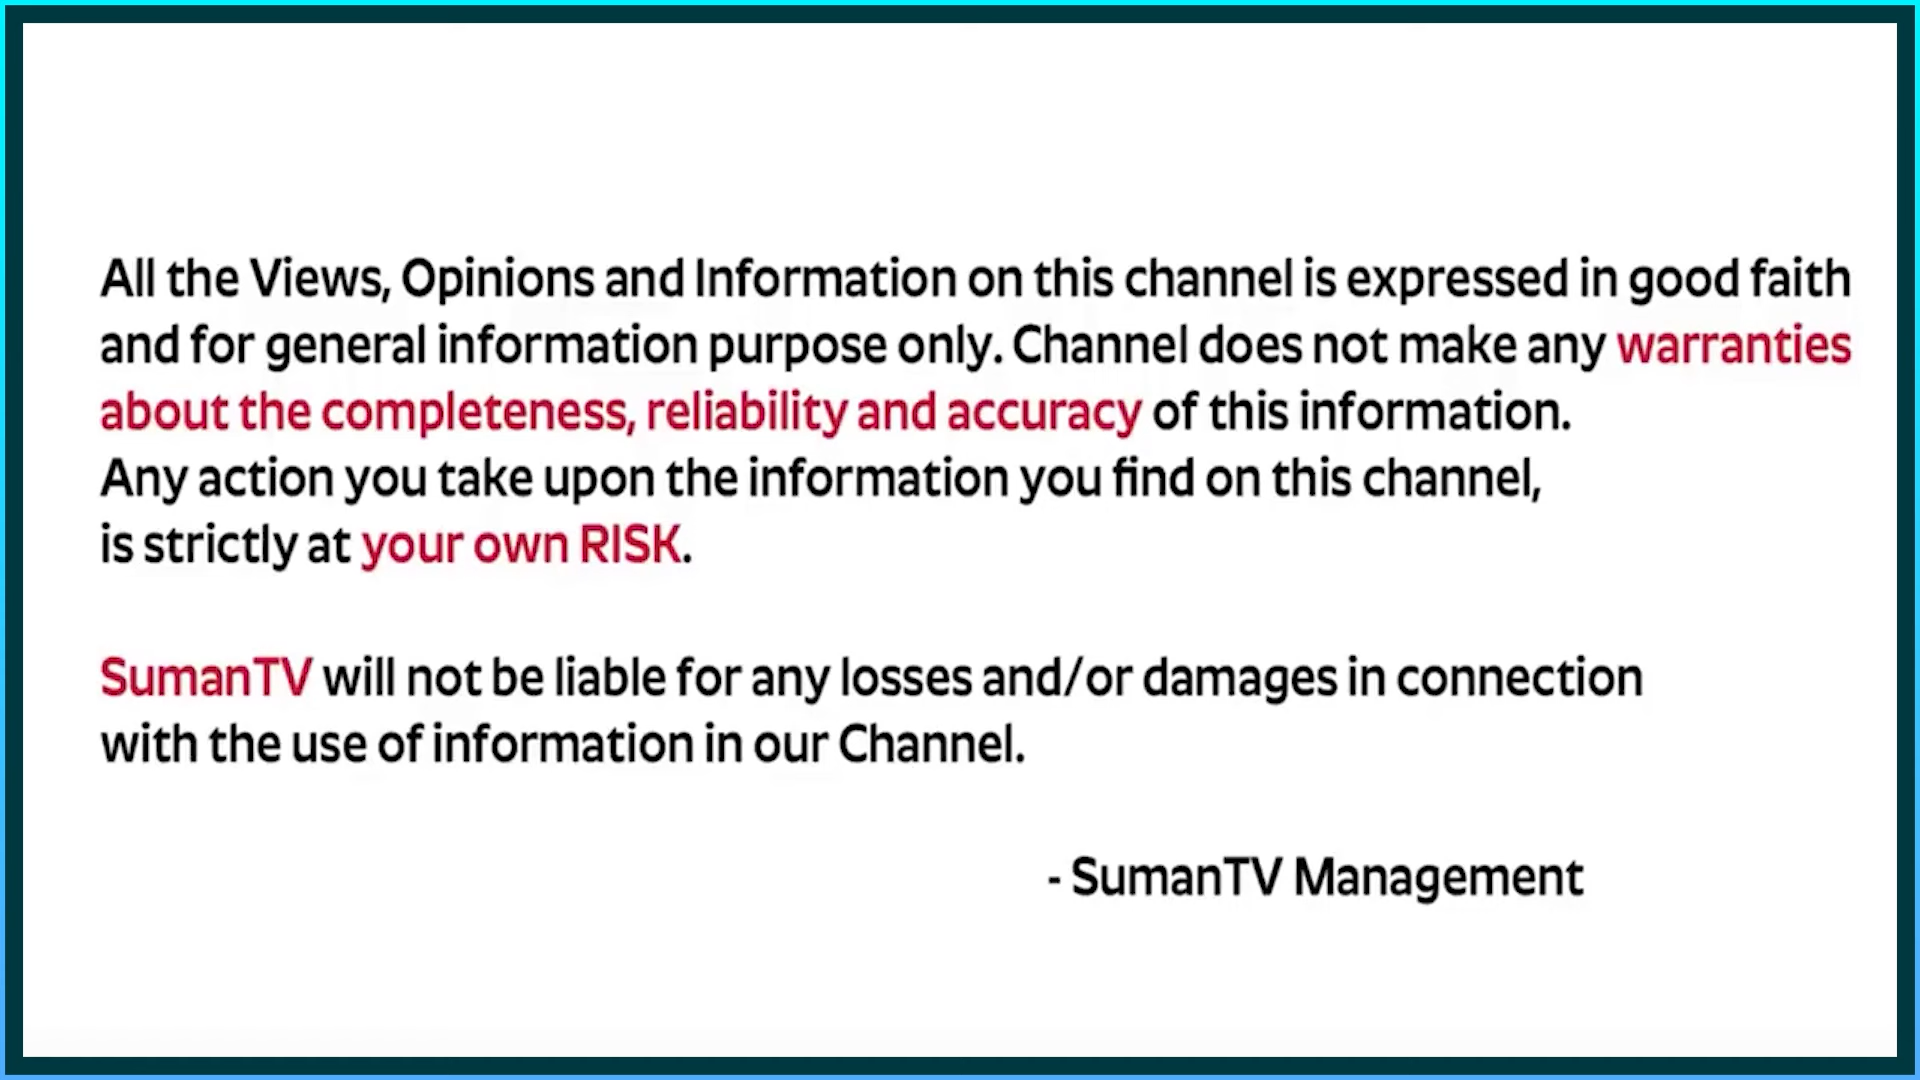 All the Views, Opinions and Information on this channel is expressed in good faith
and for general information purpose only. Channel does not make any warranties
about the completeness, reliability and accuracy of this information.
Any action you take upon the information you find on this channel,
is strictly at your own RISK.
SumanTV will not be liable for any losses and/or damages in connection
with the use of information in our Channel.
- SumanTV Management